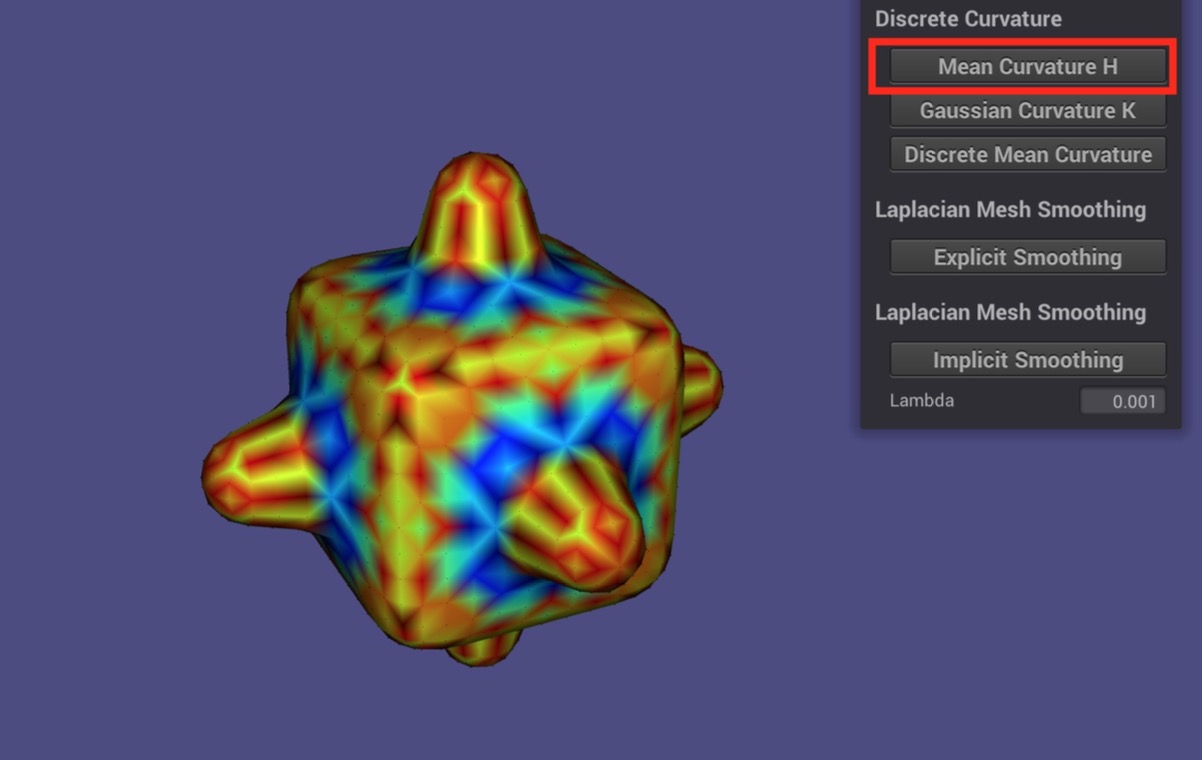 Discrete Curvature
Mean Curvature H
Gaussian Curvature K
Discrete Mean Curvature
Laplacian Mesh Smoothing
Explicit Smoothing
Laplacian Mesh Smoothing
Implicit Smoothing
Lambda 0.001